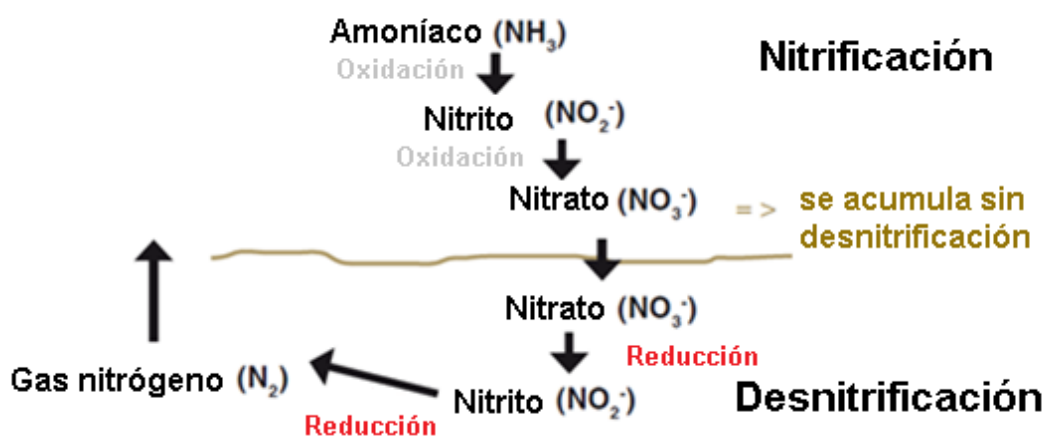 Amoníaco (NH₃)
Nitrificación
Oxidación
Nitrito (NO₂⁻)
Oxidación
Nitrato (NO₃⁻) => se acumula sin
desnitrificación
Nitrato (NO₃⁻)
Reducción
Gas nitrógeno (N₂)
Nitrito (NO₂⁻)
Desnitrificación
Reducción